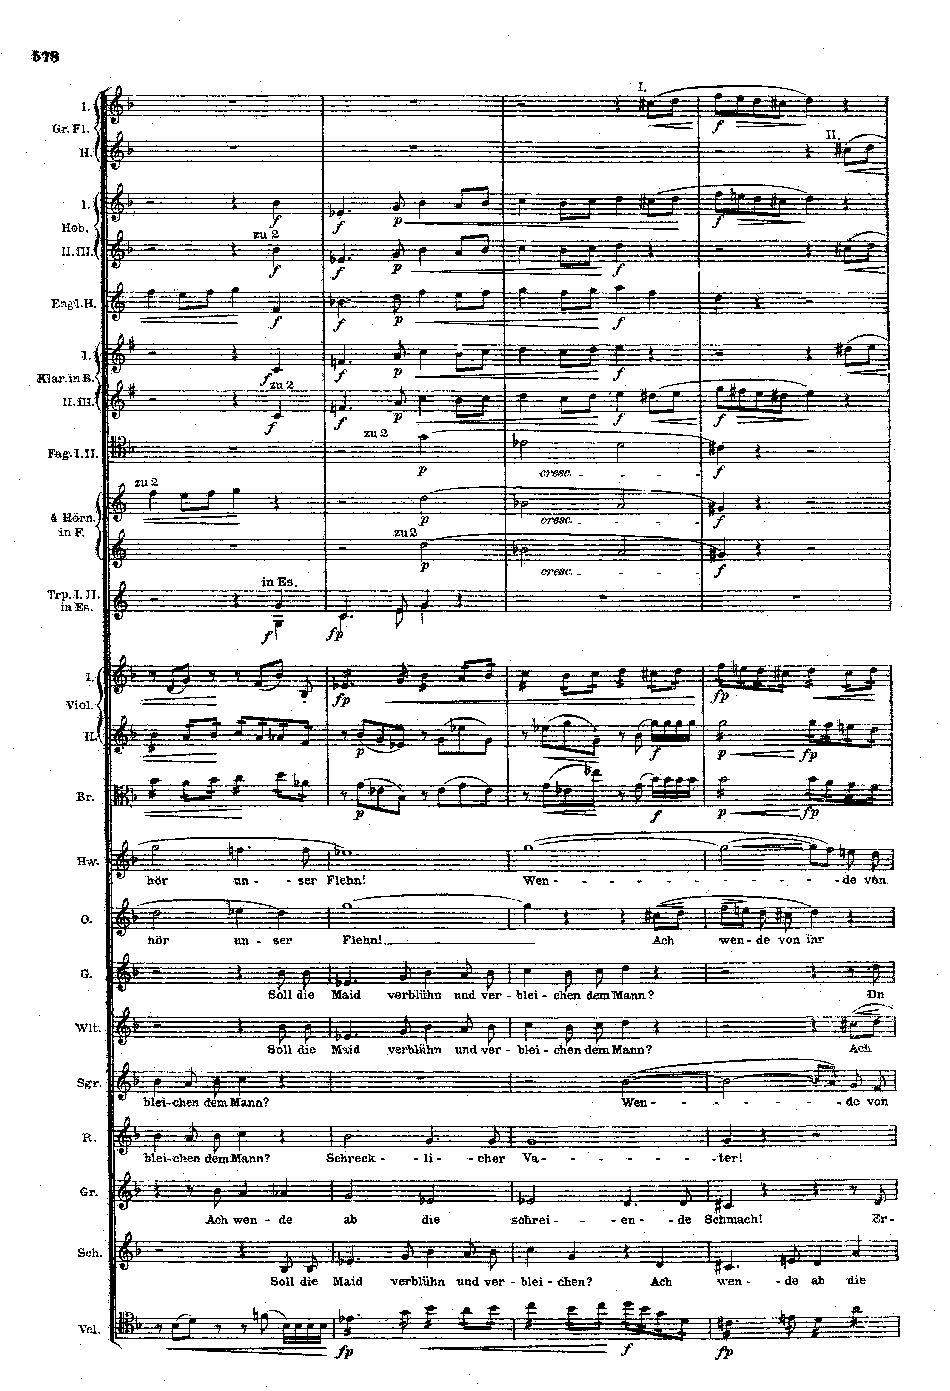 578
I.
I.
Gr. Fl.
II.
II.
I.
Hob.
f f p f
zu 2
II. III.
f f p f
Engl. H.
f f p f
I.
Klar. in B.
f f p f
zu 2
II. III.
f f p f f
zu 2
Fag. I. II.
p cresc. f
zu 2
4 Hörn.
in F.
p cresc. f
zu 2
p cresc. f
in Es.
Trp. I. II.
in Es.
f fp
I.
Viol.
fp fp
II.
p f p fp
Br.
p f p fp
Hw.
hör un - - ser Flehn! Wen - - - - - - - - - de von
O.
hör un - ser Flehn! Ach wen - de von ihr
G.
Soll die Maid verblühn und ver - blei - chen dem Mann? Du
Wlt.
Soll die Maid verblühn und ver - blei - chen dem Mann? Ach
Sgr.
blei - chen dem Mann? Wen - - - - - - de von
R.
blei - chen dem Mann? Schreck - - li - - cher Va - - - - - - ter!
Gr.
Ach wen - de ab die schrei - - en - - de Schmach! Er -
Sch.
Soll die Maid verblühn und ver - blei - chen? Ach wen - - de ab die
Vcl.
fp f fp